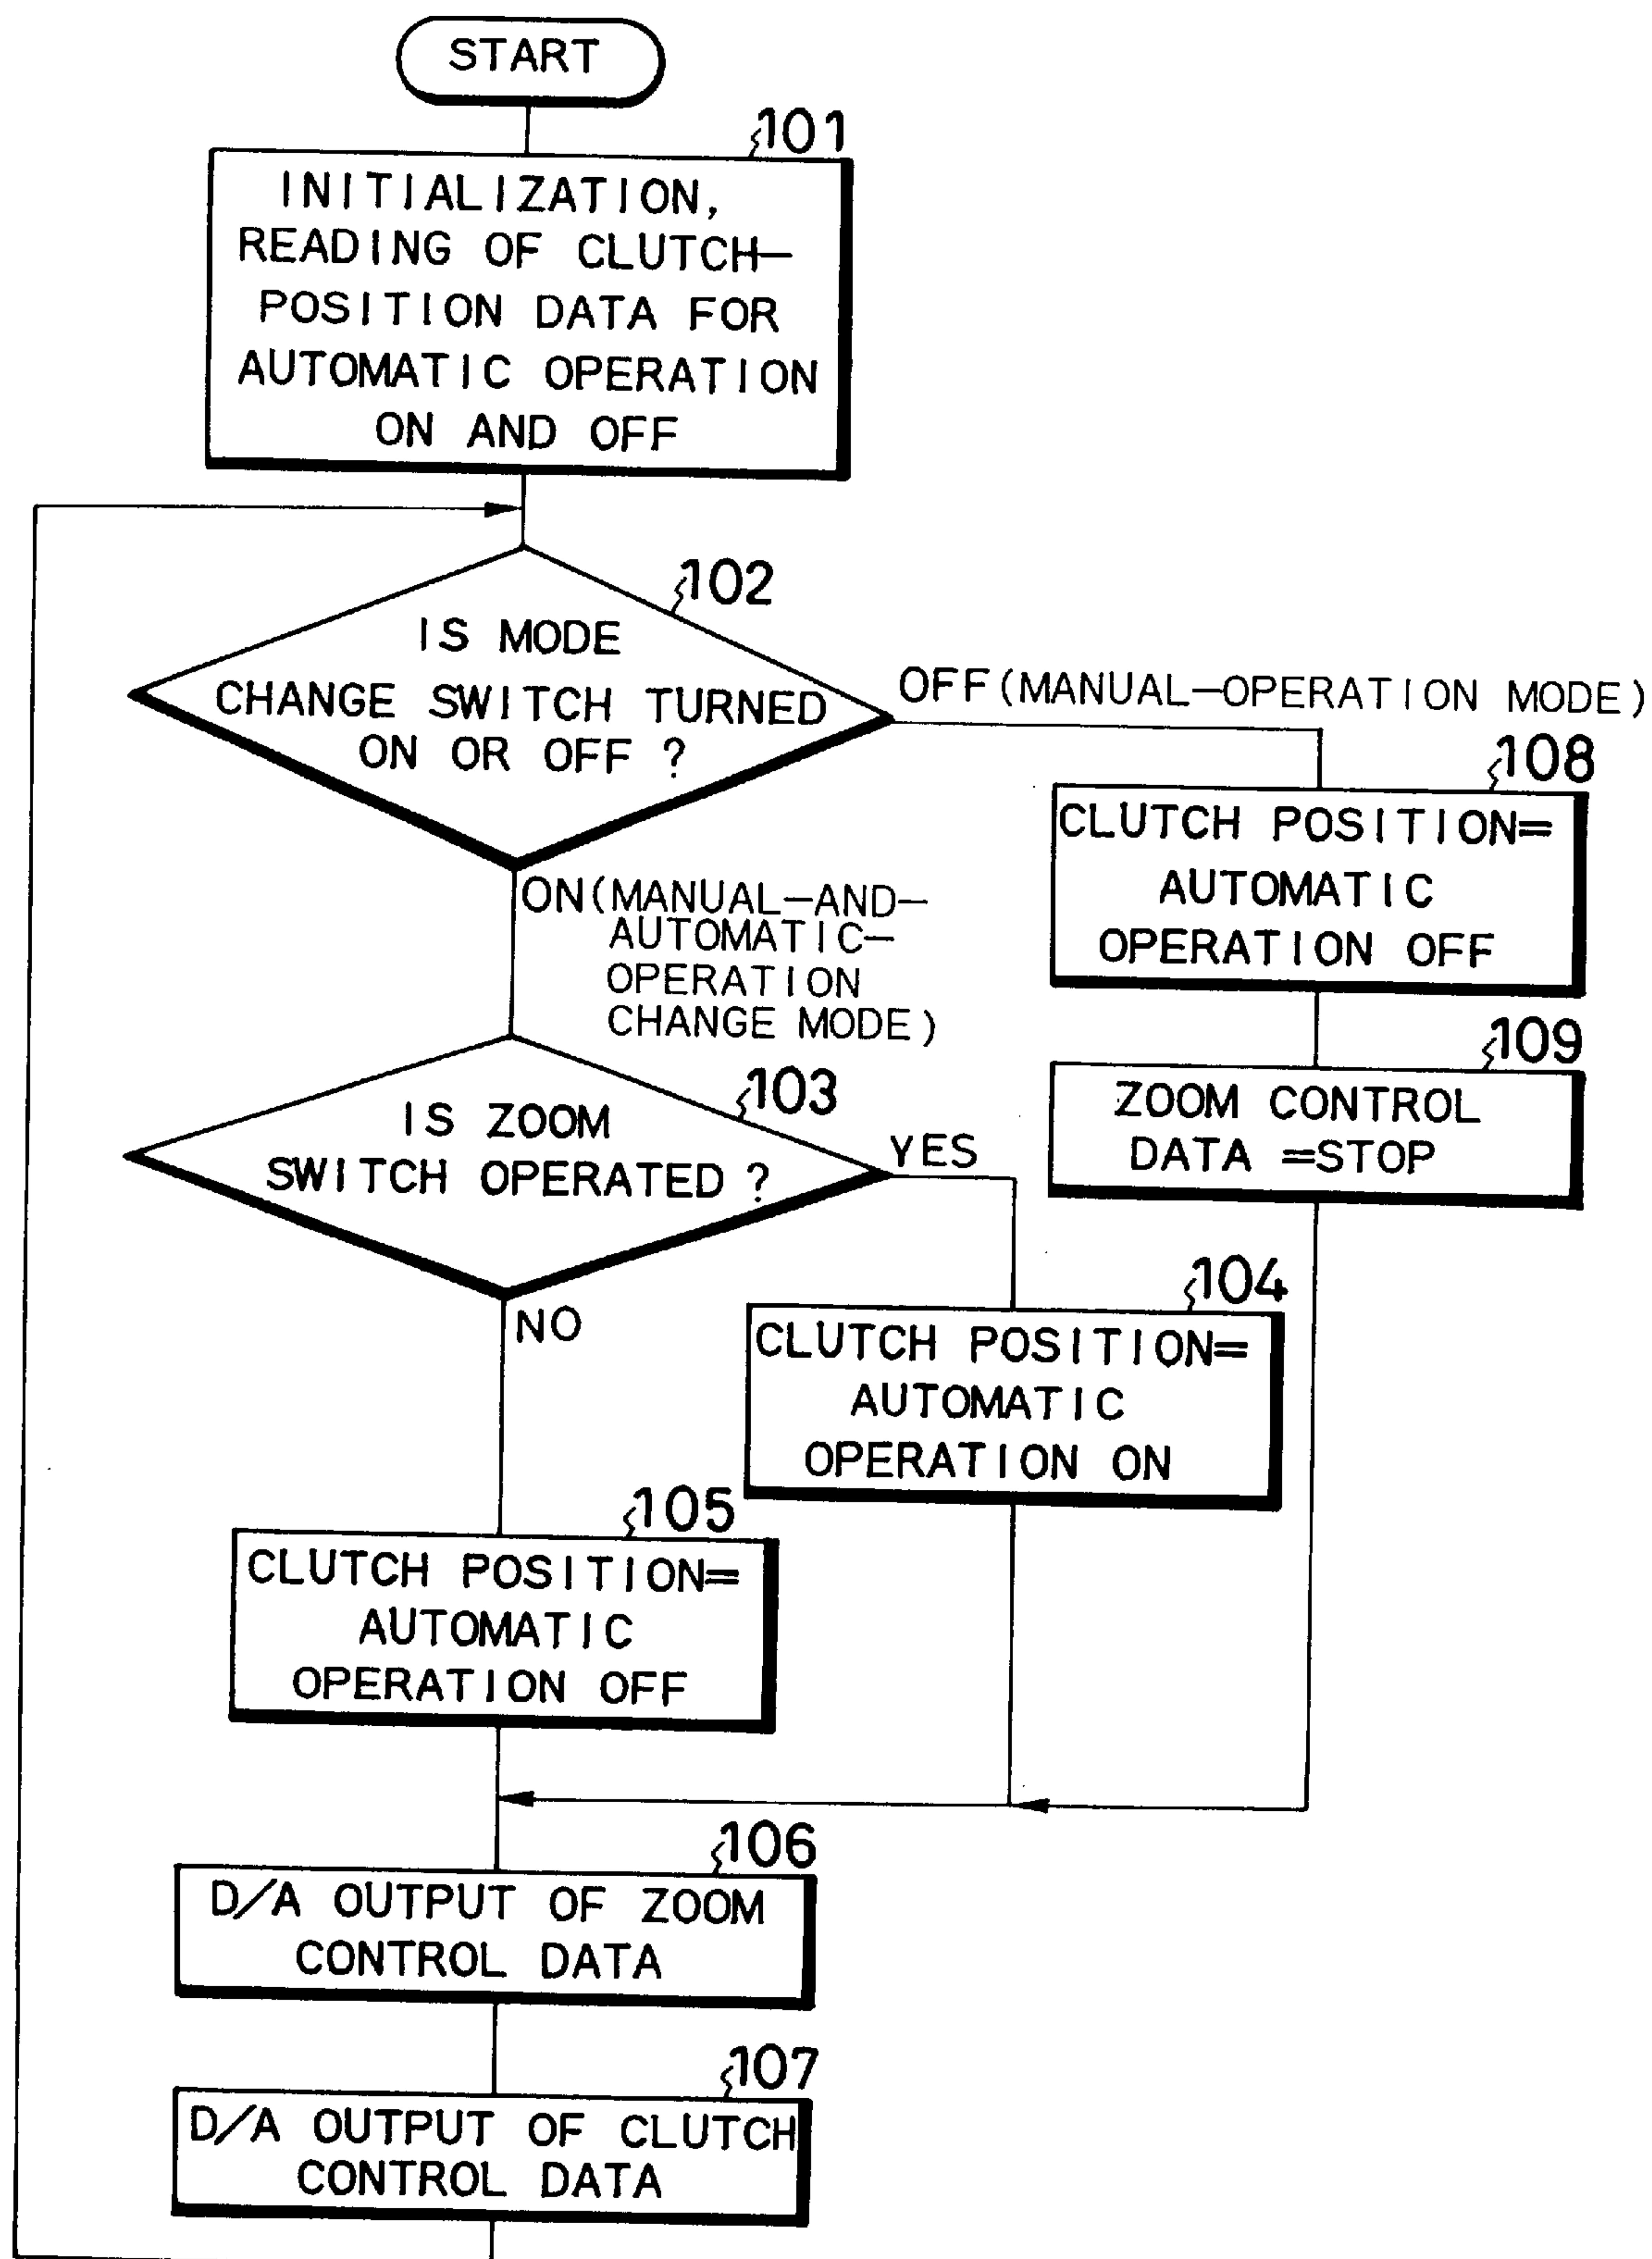 START
101
INITIALIZATION,
READING OF CLUTCH-
POSITION DATA FOR
AUTOMATIC OPERATION
ON AND OFF
102
IS MODE
CHANGE SWITCH TURNED
ON OR OFF ?
OFF (MANUAL-OPERATION MODE)
108
CLUTCH POSITION=
AUTOMATIC
OPERATION OFF
ON (MANUAL-AND-
AUTOMATIC-
OPERATION
CHANGE MODE)
109
ZOOM CONTROL
DATA =STOP
103
IS ZOOM
SWITCH OPERATED ?
YES
NO
104
CLUTCH POSITION=
AUTOMATIC
OPERATION ON
105
CLUTCH POSITION=
AUTOMATIC
OPERATION OFF
106
D/A OUTPUT OF ZOOM
CONTROL DATA
107
D/A OUTPUT OF CLUTCH
CONTROL DATA